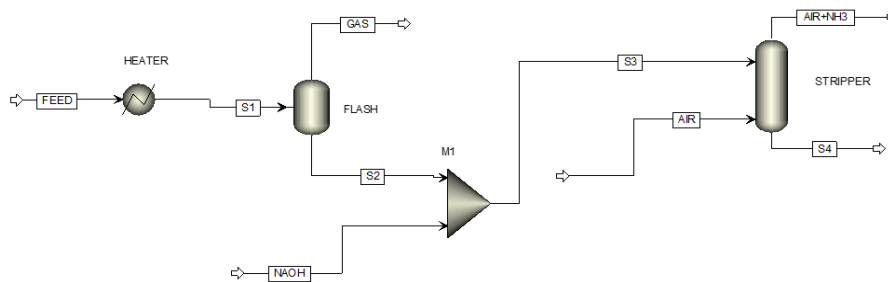 AIR+NH3
GAS
HEATER
S3
STRIPPER
FEED
S1
FLASH
AIR
M1
S2
S4
NAOH